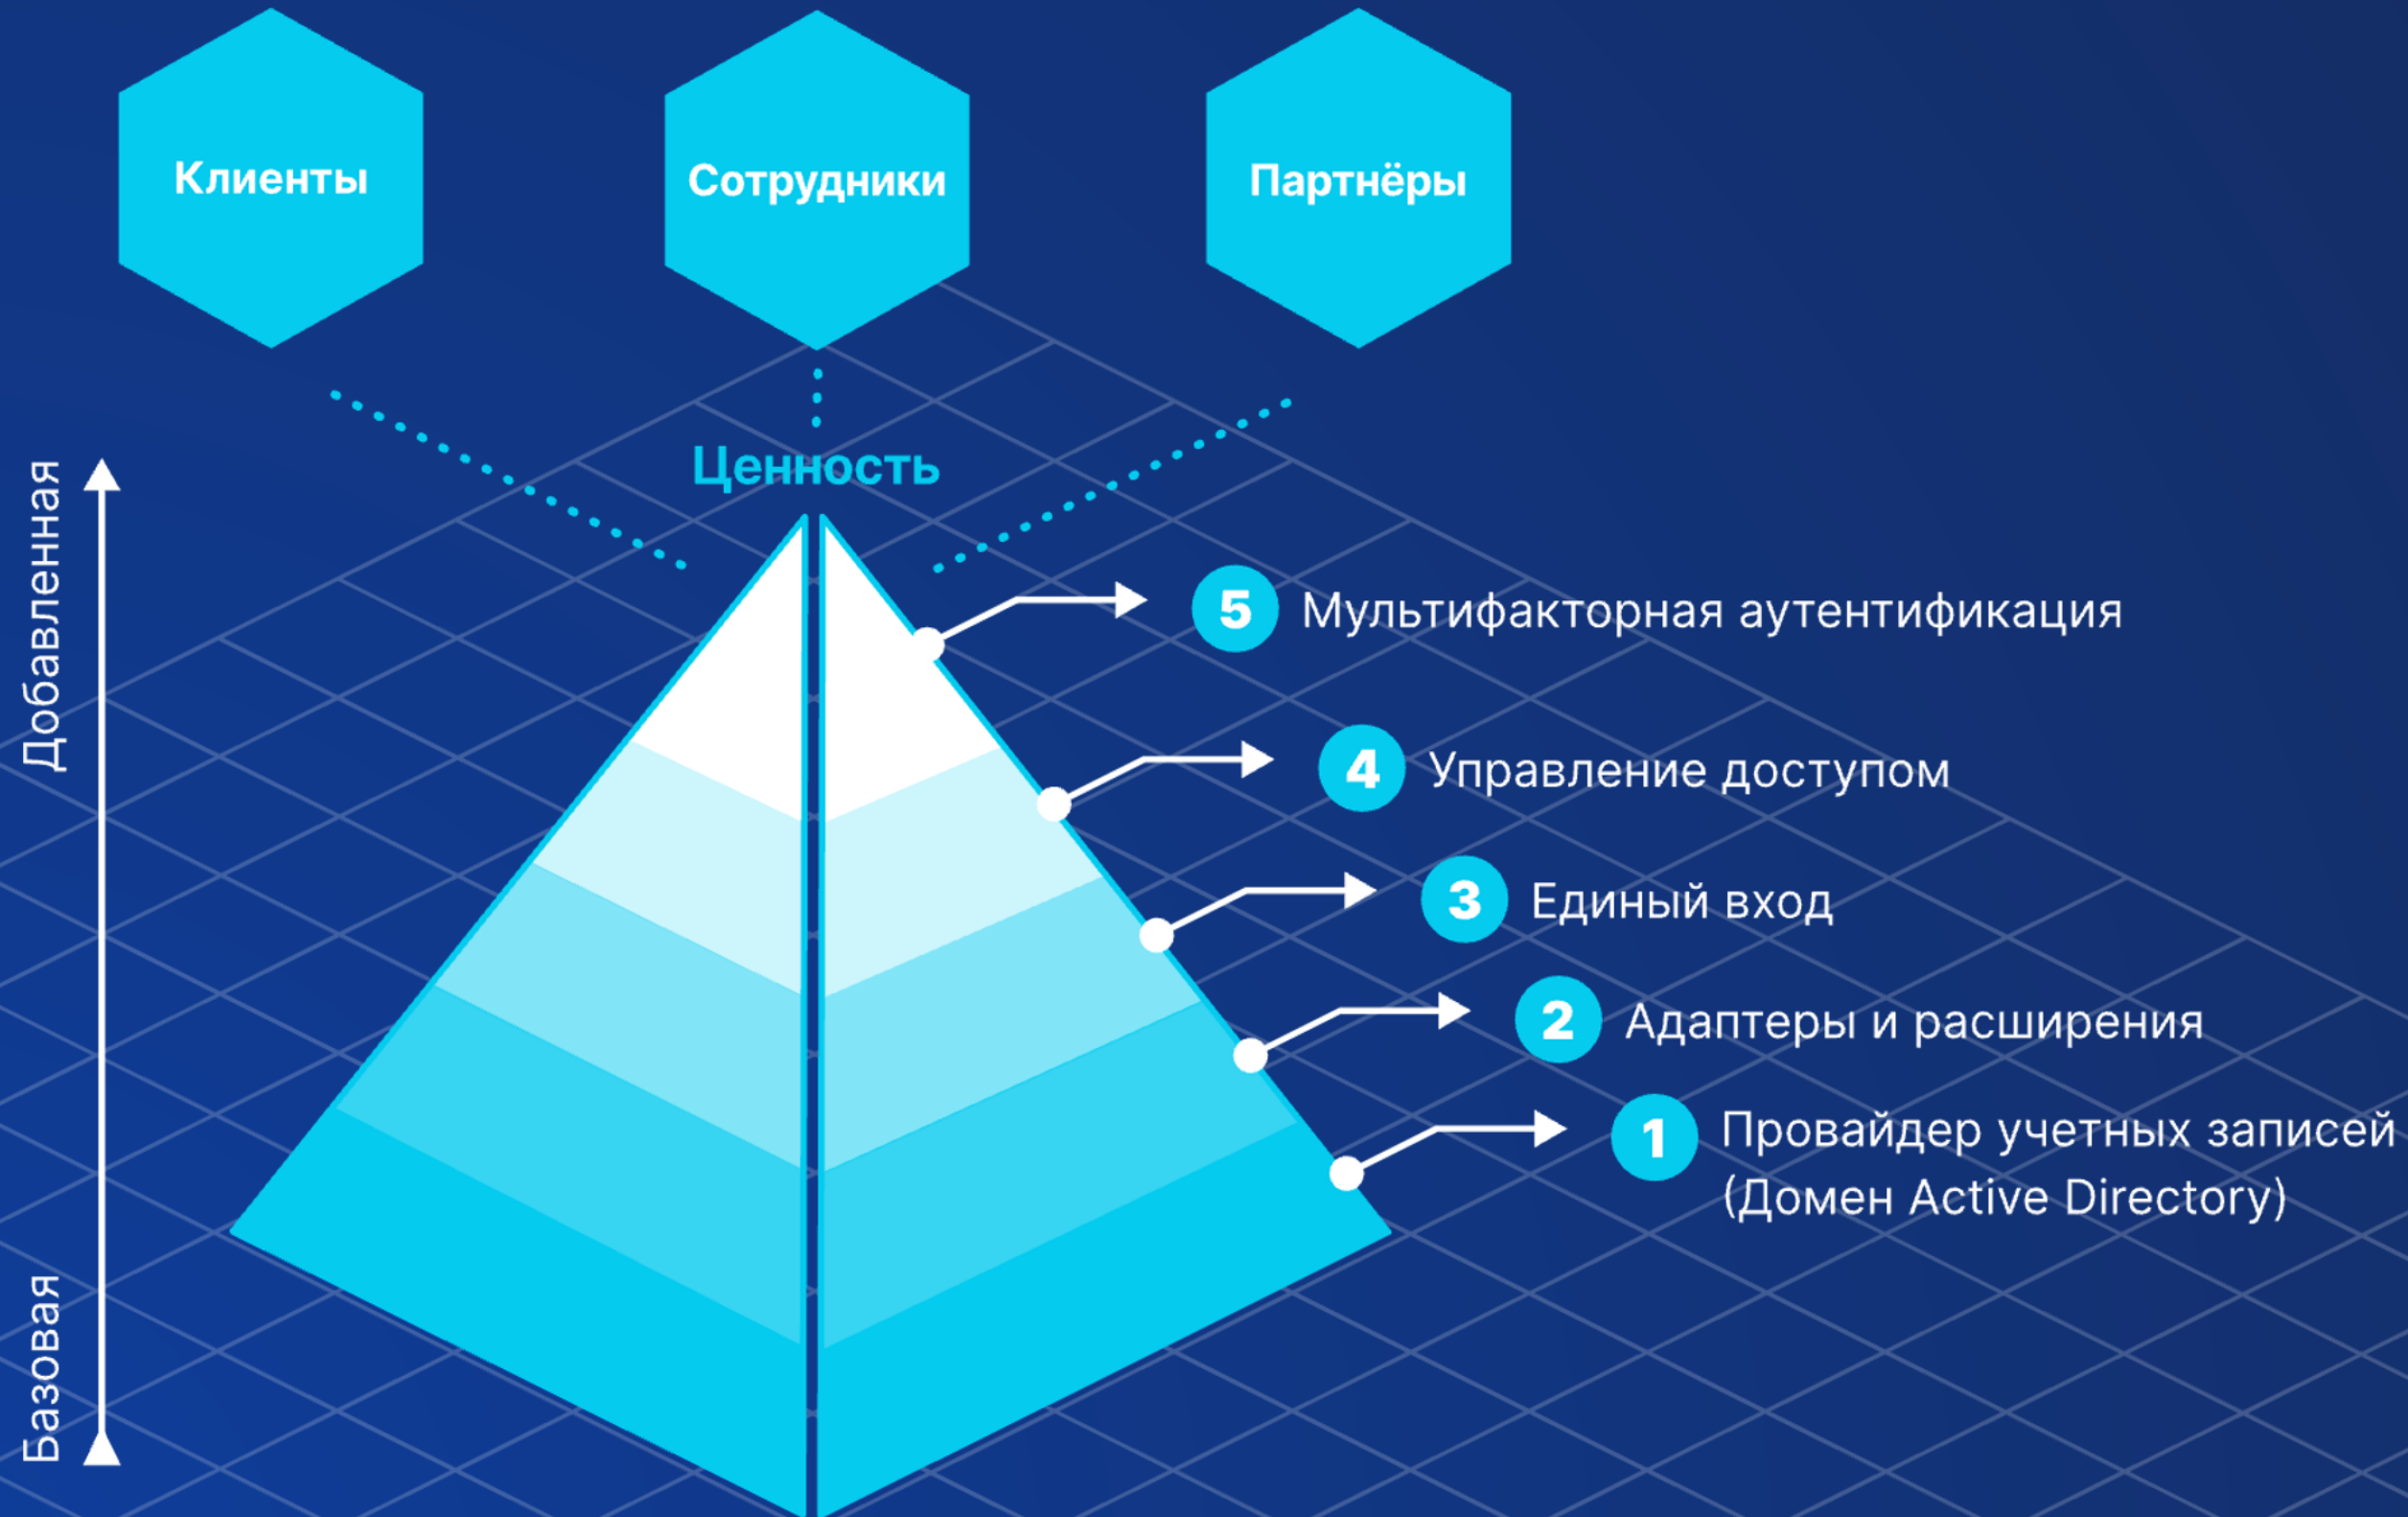 Клиенты
Сотрудники
Партнёры
Ценность
Добавленная
Базовая
5 Мультифакторная аутентификация
4 Управление доступом
3 Единый вход
2 Адаптеры и расширения
1 Провайдер учетных записей
(Домен Active Directory)